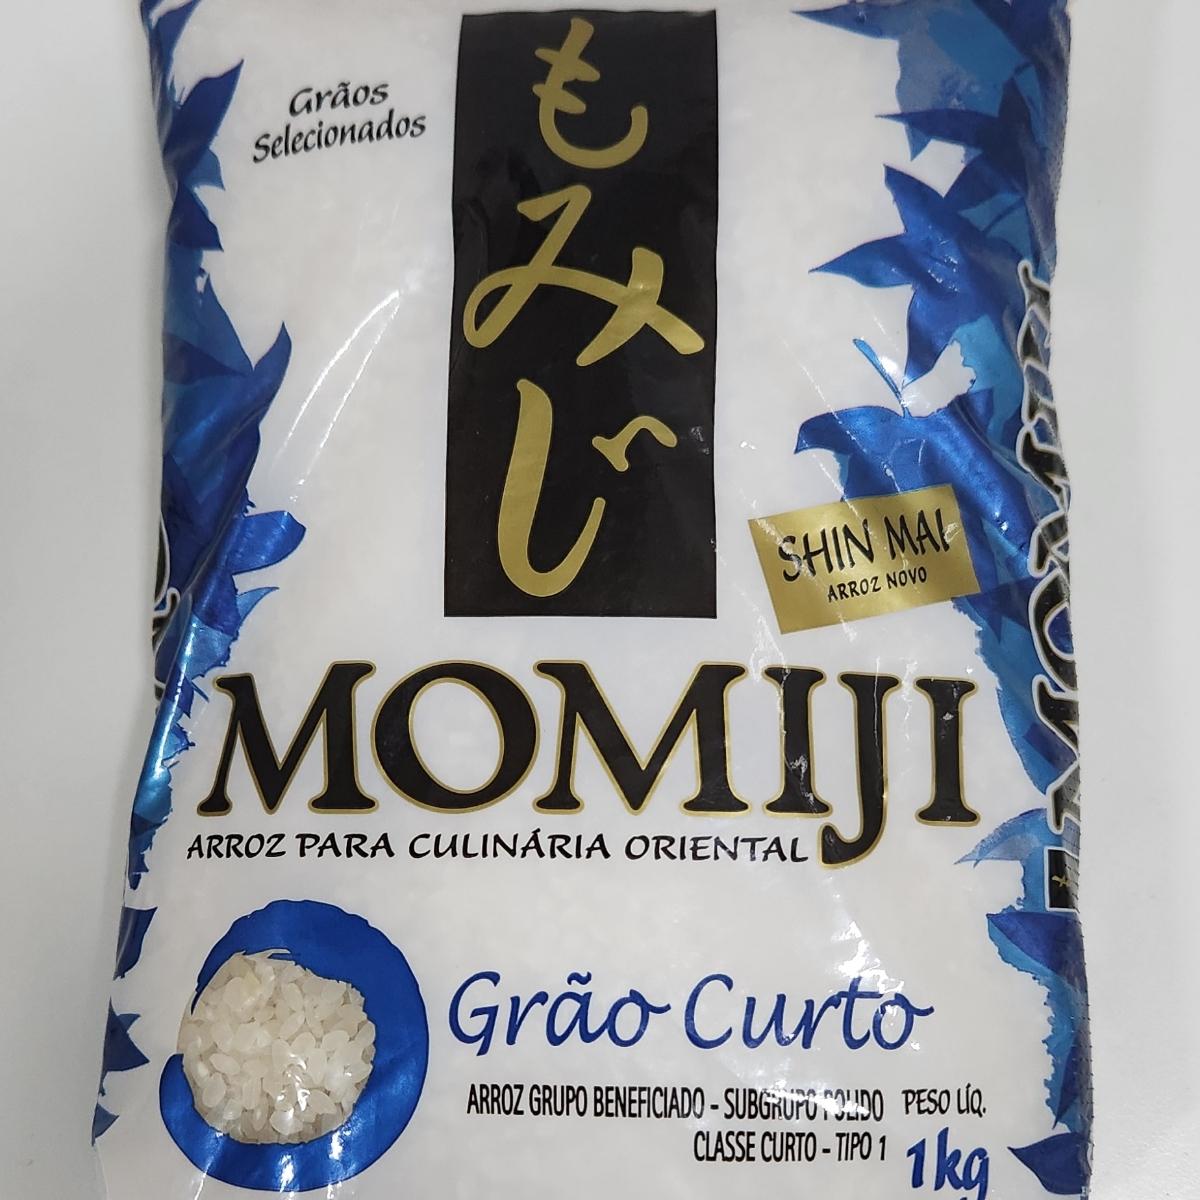 Grãos
Selecionados
もみじ
SHIN MAI
ARROZ NOVO
MOMIJI
ARROZ PARA CULINÁRIA ORIENTAL
Grão Curto
ARROZ GRUPO BENEFICIADO – SUBGRUPO POLIDO
CLASSE CURTO – TIPO 1
PESO LÍQ.
1kg
MOMIJI